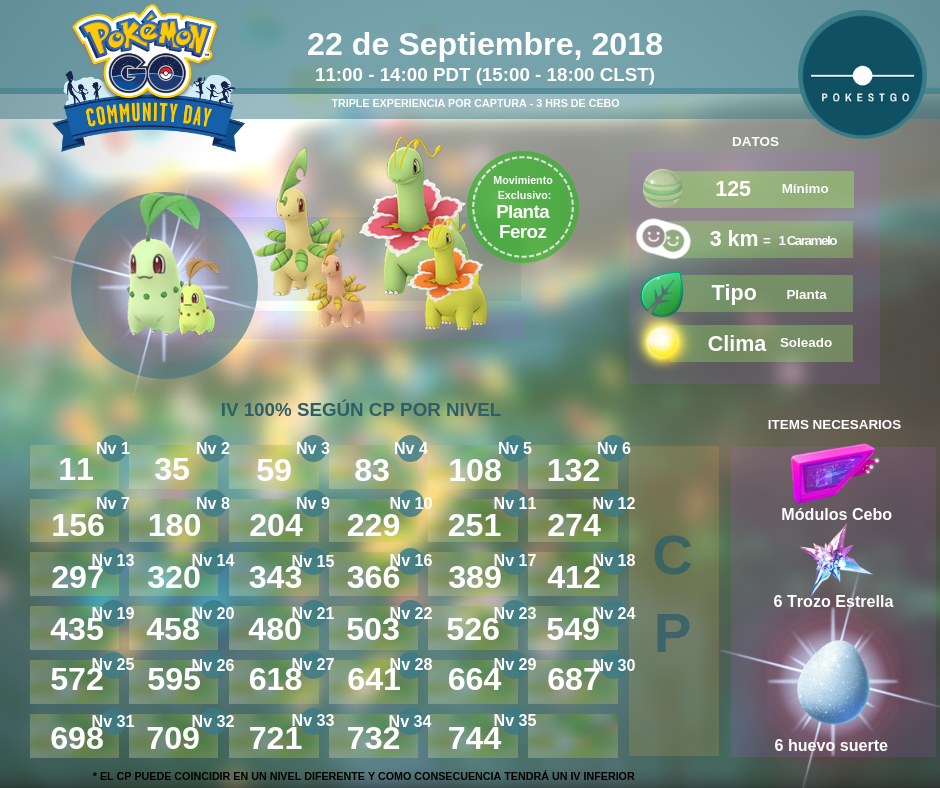 POKÉMON
GO
COMMUNITY DAY
22 de Septiembre, 2018
11:00 - 14:00 PDT (15:00 - 18:00 CLST)
TRIPLE EXPERIENCIA POR CAPTURA - 3 HRS DE CEBO
POKESTGO
Movimiento
Exclusivo:
Planta
Feroz
DATOS
125 Mínimo
3 km = 1 Caramelo
Tipo Planta
Clima Soleado
IV 100% SEGÚN CP POR NIVEL
Nv 1 Nv 2 Nv 3 Nv 4 Nv 5 Nv 6
11 35 59 83 108 132
Nv 7 Nv 8 Nv 9 Nv 10 Nv 11 Nv 12
156 180 204 229 251 274
Nv 13 Nv 14 Nv 15 Nv 16 Nv 17 Nv 18
297 320 343 366 389 412
Nv 19 Nv 20 Nv 21 Nv 22 Nv 23 Nv 24
435 458 480 503 526 549
Nv 25 Nv 26 Nv 27 Nv 28 Nv 29 Nv 30
572 595 618 641 664 687
Nv 31 Nv 32 Nv 33 Nv 34 Nv 35
698 709 721 732 744
C
P
ITEMS NECESARIOS
Módulos Cebo
6 Trozo Estrella
6 huevo suerte
* EL CP PUEDE COINCIDIR EN UN NIVEL DIFERENTE Y COMO CONSECUENCIA TENDRÁ UN IV INFERIOR